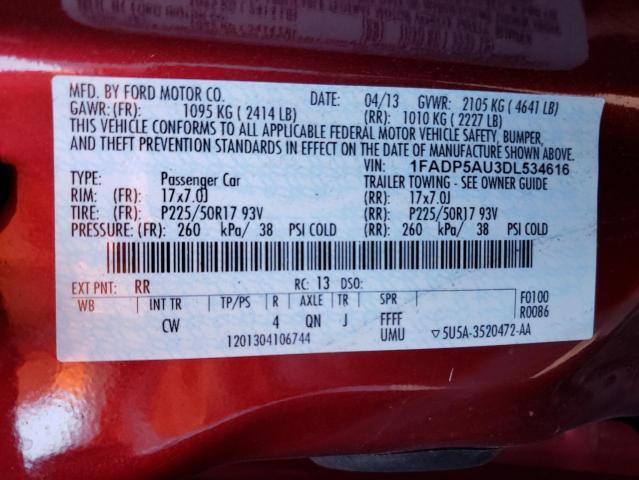 MFD. BY FORD MOTOR CO. DATE: 04/13 GVWR: 2105 KG ( 4641 LB)
GAWR: (FR): 1095 KG ( 2414 LB) (RR): 1010 KG ( 2227 LB)
THIS VEHICLE CONFORMS TO ALL APPLICABLE FEDERAL MOTOR VEHICLE SAFETY, BUMPER,
AND THEFT PREVENTION STANDARDS IN EFFECT ON THE DATE OF MANUFACTURE SHOWN ABOVE.
VIN: 1FADP5AU3DL534616
TYPE: Passenger Car TRAILER TOWING - SEE OWNER GUIDE
RIM: (FR): 17x7.0J (RR): 17x7.0J
TIRE: (FR): P225/50R17 93V (RR): P225/50R17 93V
PRESSURE: (FR): 260 kPa/ 38 PSI COLD (RR): 260 kPa/ 38 PSI COLD
EXT PNT: RR RC: 13 DSO:
WB INT TR TP/PS R AXLE TR SPR F0100
CW 4 QN J FFFF R0086
1201304106744 UMU ▽5U5A-3520472-AA